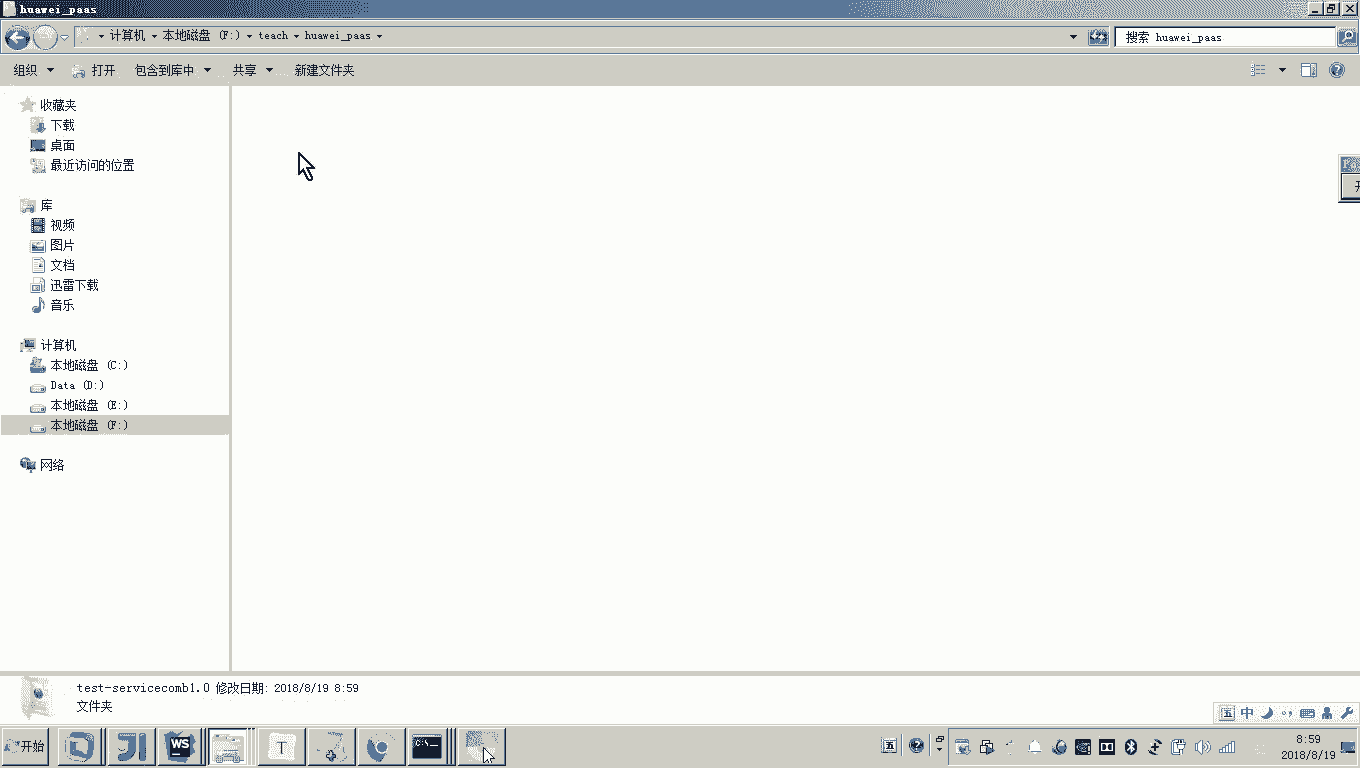 huawei_paas
计算机 本地磁盘 (F:) teach huawei_paas
搜索 huawei_paas
组织 打开 包含到库中 共享 新建文件夹
收藏夹
下载
桌面
最近访问的位置
库
视频
图片
文档
迅雷下载
音乐
计算机
本地磁盘 (C:)
Data (D:)
本地磁盘 (E:)
本地磁盘 (F:)
网络
test-servicecomb1.0 修改日期: 2018/8/19 8:59
文件夹
五 中
开始
WS
T
C:\
五
8:59
2018/8/19